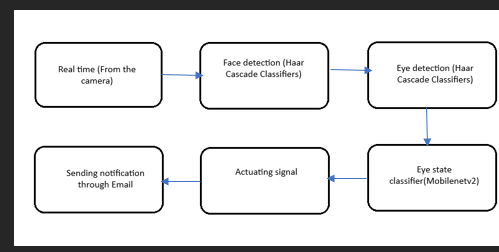 Real time (From the
camera)
Face detection (Haar
Cascade Classifiers)
Eye detection (Haar
Cascade Classifiers)
Eye state
classifier(Mobilenetv2)
Actuating signal
Sending notification
through Email